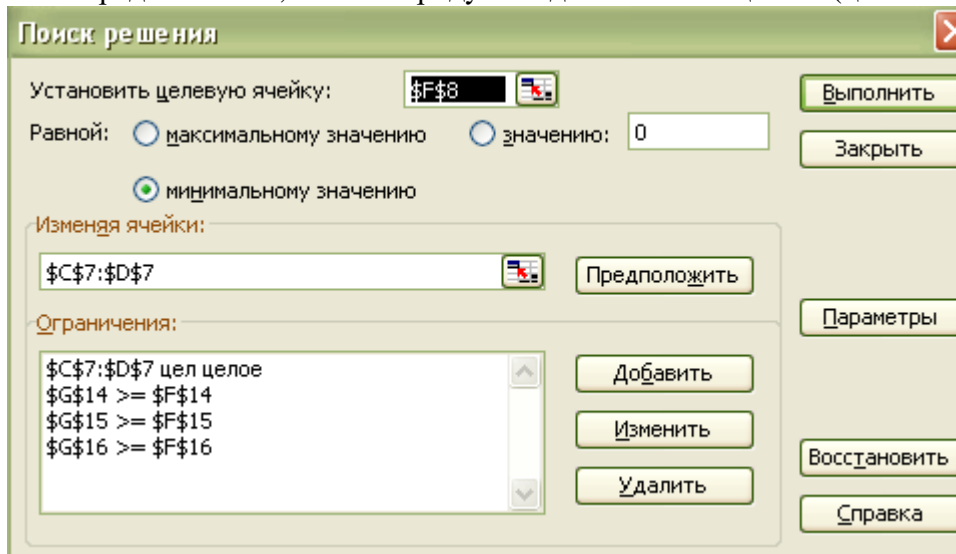 Поиск решения
Установить целевую ячейку: $F$8
Выполнить
Равной: максимальному значению значению: 0
Закрыть
минимальному значению
Изменяя ячейки:
$C$7:$D$7
Предположить
Ограничения:
Параметры
$C$7:$D$7 цел целое
Добавить
$G$14 >= $F$14
$G$15 >= $F$15
Изменить
$G$16 >= $F$16
Восстановить
Удалить
Справка